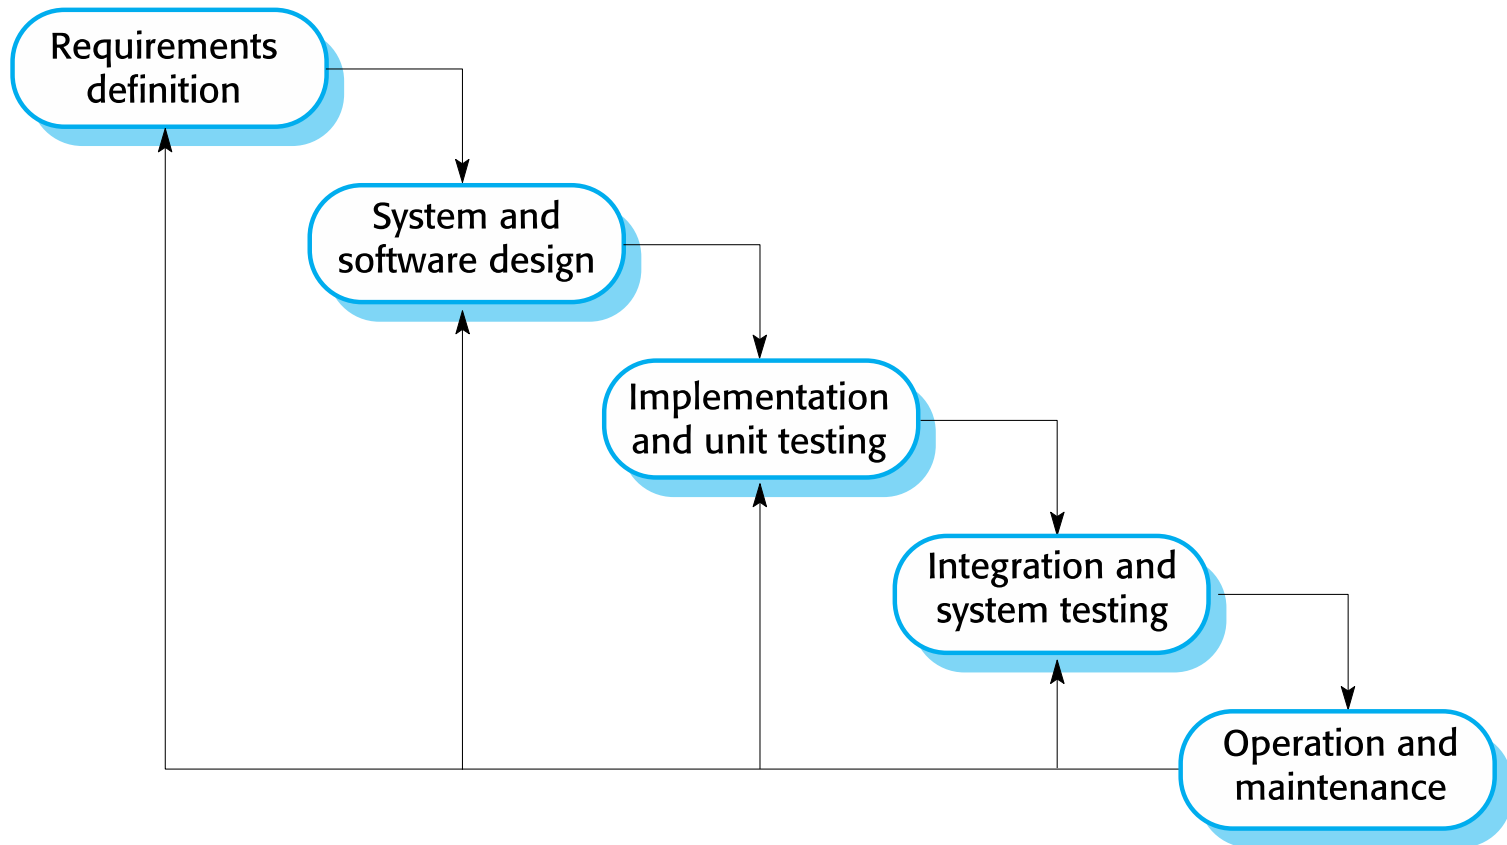 Requirements
definition
System and
software design
Implementation
and unit testing
Integration and
system testing
Operation and
maintenance